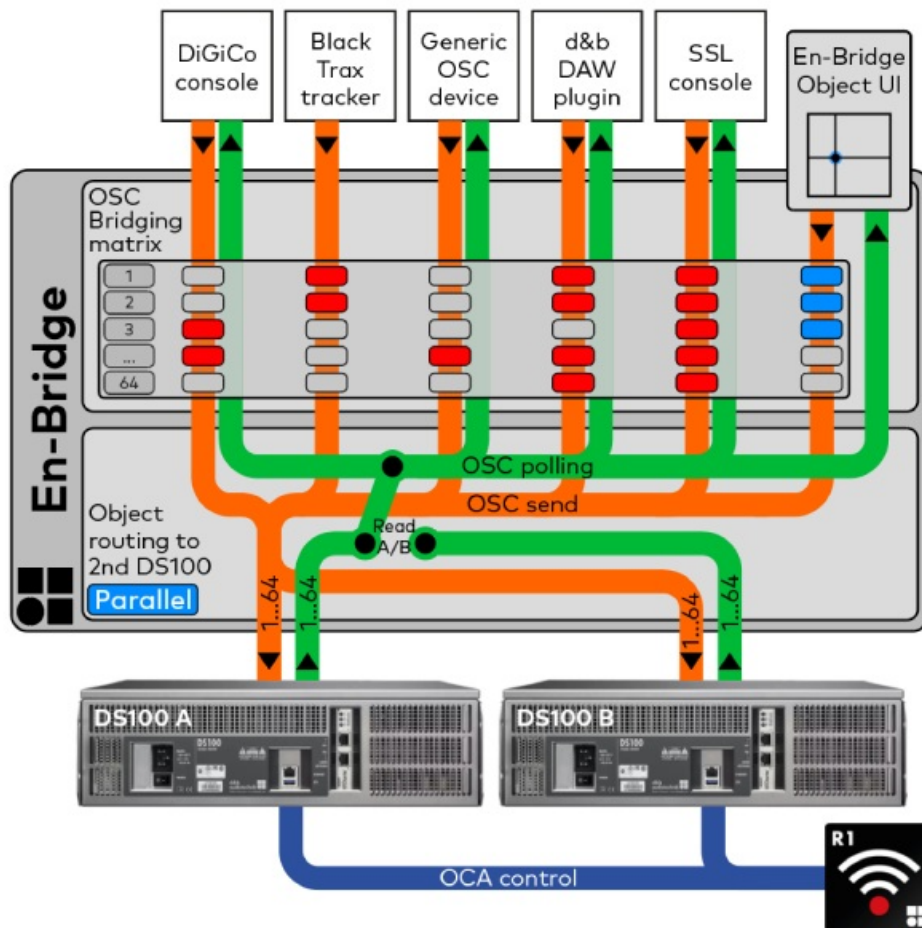 DiGiCo
console
Black
Trax
tracker
Generic
OSC
device
d&b
DAW
plugin
SSL
console
En-Bridge
Object UI
En-Bridge
OSC
Bridging
matrix
1
2
3
...
64
OSC polling
OSC send
Object
routing to
2nd DS100
Parallel
Read
A/B
1...64
1...64
1...64
1...64
DS100 A
DS100
DS100 B
DS100
OCA control
R1